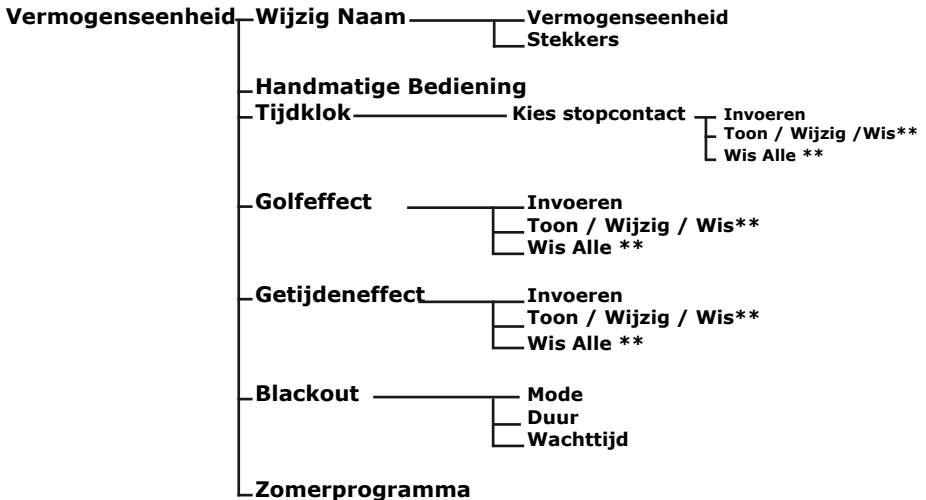 Vermogenseenheid Wijzig Naam Vermogenseenheid
Stekkers
Handmatige Bediening
Tijdklok Kies stopcontact Invoeren
Toon / Wijzig /Wis**
Wis Alle **
Golfeffect Invoeren
Toon / Wijzig / Wis**
Wis Alle **
Getijdeneffect Invoeren
Toon / Wijzig / Wis**
Wis Alle **
Blackout Mode
Duur
Wachttijd
Zomerprogramma